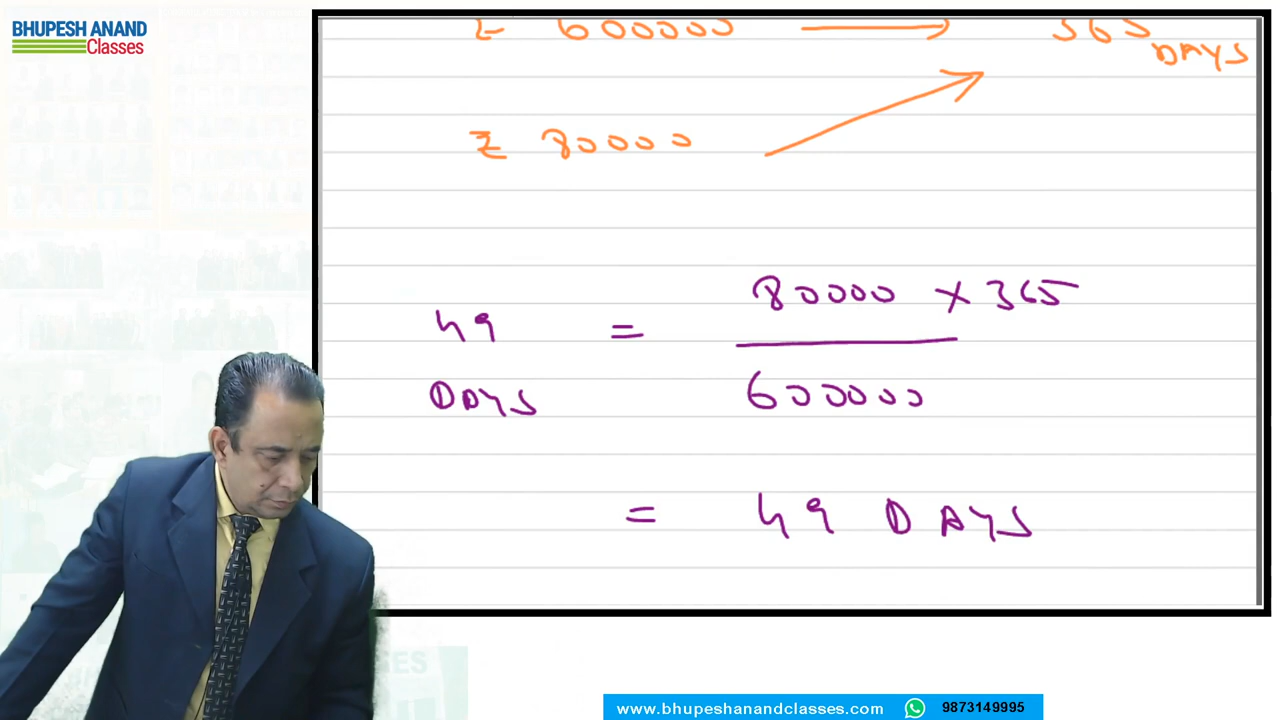 BHUPESH ANAND
Classes
₹ 600000 → 365 DAYS
₹ 80000
49 DAYS = 80000 × 365
600000
= 49 DAYS
www.bhupeshanandclasses.com 9873149995